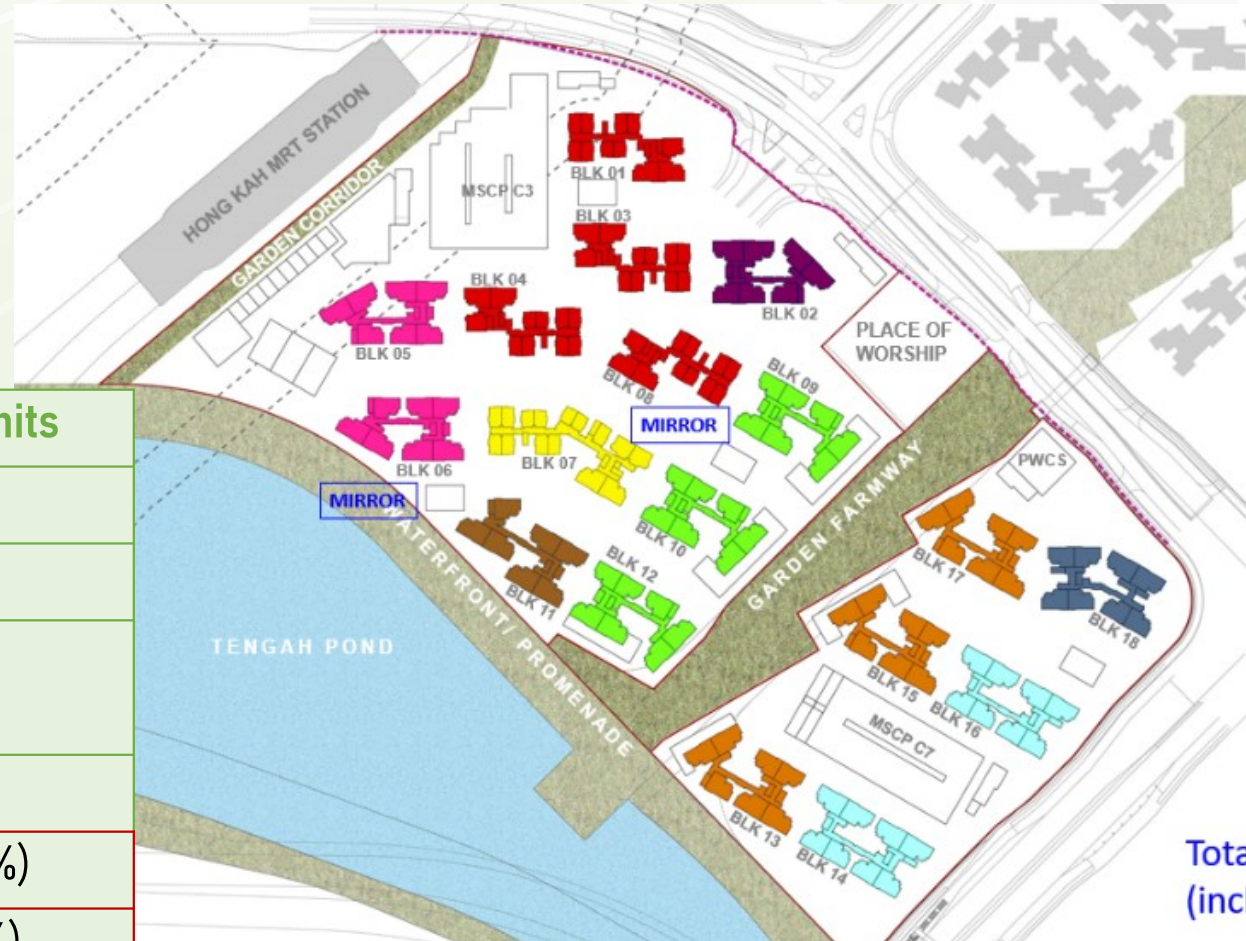 HONG KAH MRT STATION
GARDEN CORRIDOR
MSCP C3
BLK 01
BLK 03
BLK 04
BLK 02
BLK 05
PLACE OF
WORSHIP
BLK 08
BLK 09
MIRROR
BLK 06
BLK 07
PWCS
MIRROR
WATERFRONT/ PROMENADE
BLK 10
GARDEN FARMWAY
BLK 17
BLK 12
BLK 11
BLK 18
TENGAH POND
BLK 15
BLK 16
MSCP C7
BLK 13
BLK 14
nits
%)
%)
Tota
(incl